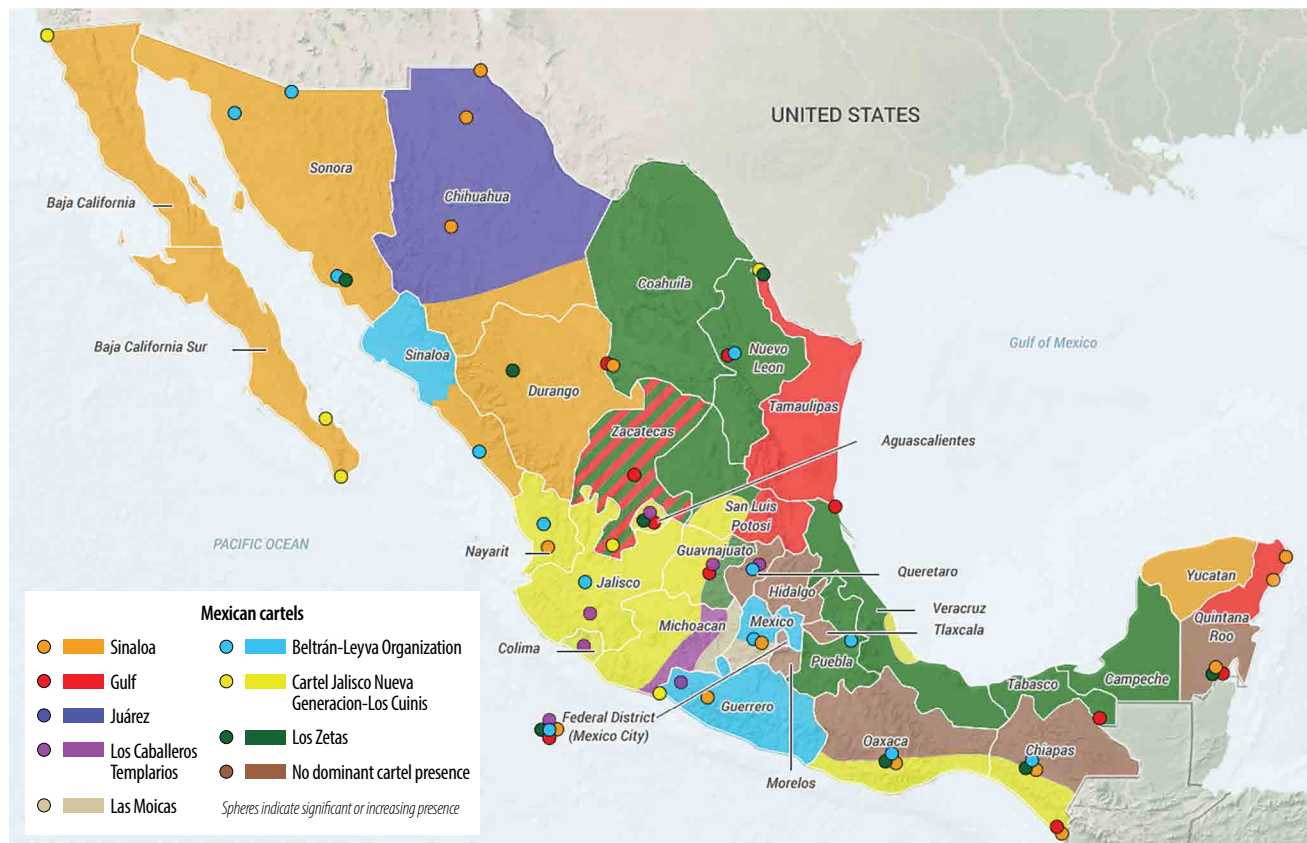 UNITED STATES
Sonora
Chihuahua
Baja California
Coahuila
Baja California Sur
Sinaloa
Nuevo
Leon
Gulf of Mexico
Durango
Tamaulipas
Zacatecas
Aguascalientes
San Luis
Potosi
PACIFIC OCEAN
Nayarit
Guavnajuato
Queretaro
Yucatan
Jalisco
Hidalgo
Veracruz
Quintana
Roo
Michoacan
Mexico
Tlaxcala
Colima
Puebla
Tabasco
Campeche
Guerrero
Federal District
(Mexico City)
Oaxaca
Chiapas
Morelos
Mexican cartels
Sinaloa
Gulf
Juárez
Los Caballeros
Templarios
Las Moicas
Beltrán-Leyva Organization
Cartel Jalisco Nueva
Generacion-Los Cuinis
Los Zetas
No dominant cartel presence
Spheres indicate significant or increasing presence